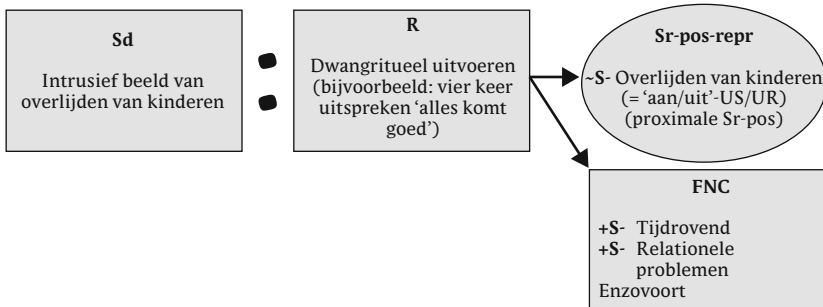 Sd
Intrusief beeld van
overlijden van kinderen
R
Dwangritueel uitvoeren
(bijvoorbeeld: vier keer
uitspreken ‘alles komt
goed’)
Sr-pos-repr
~S- Overlijden van kinderen
(= ‘aan/uit’-US/UR)
(proximale Sr-pos)
FNC
+S- Tijdrovend
+S- Relationele
problemen
Enzovoort